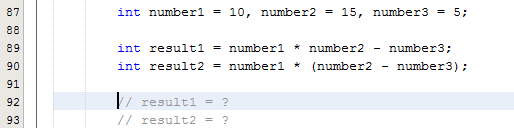 87 int number1 = 10, number2 = 15, number3 = 5;
88
89 int result1 = number1 * number2 - number3;
90 int result2 = number1 * (number2 - number3);
91
92 // result1 = ?
93 // result2 = ?